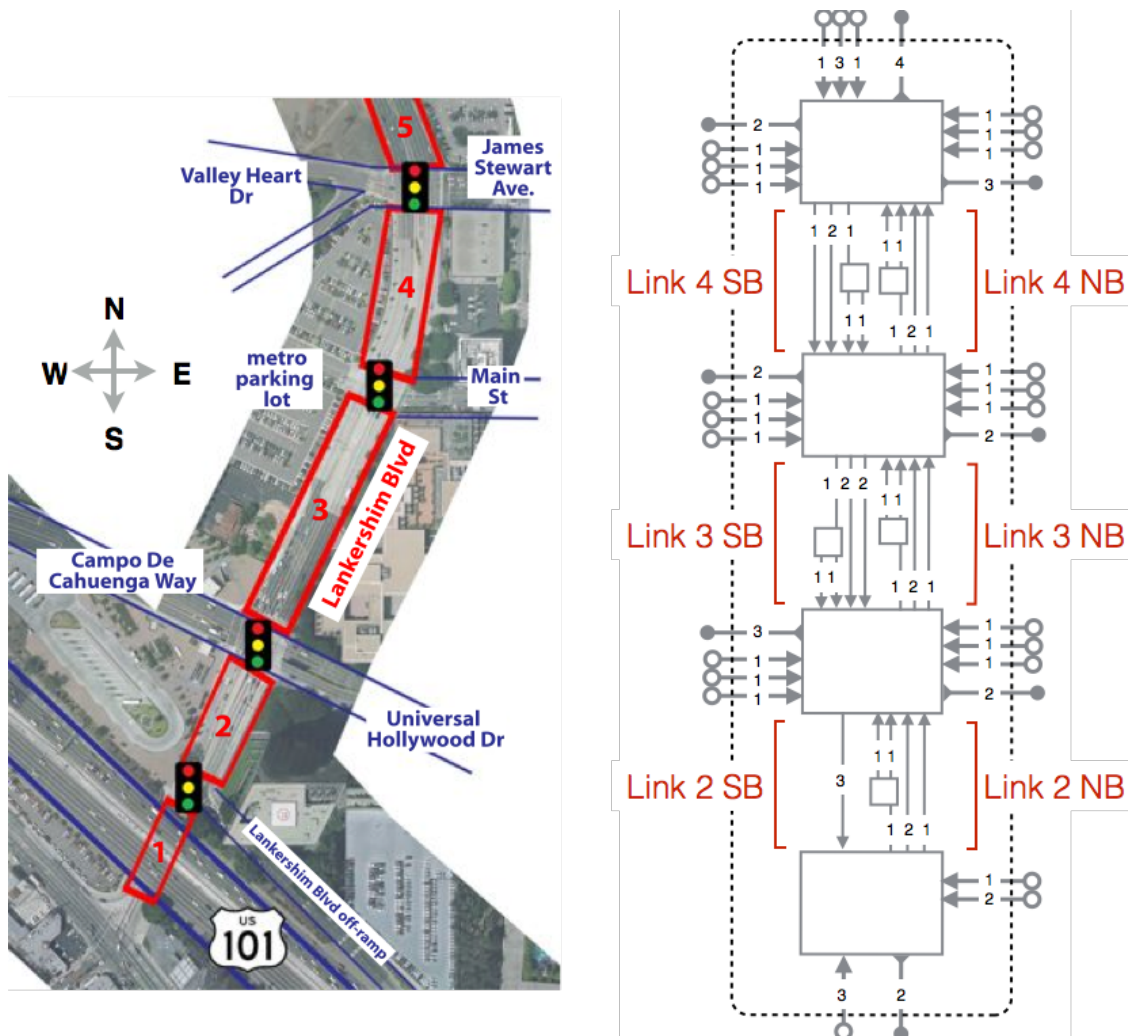 5
James
Stewart
Ave.
Valley Heart
Dr
4
N
W E
S
metro
parking
lot
Main
St
3
Lankershim Blvd
Campo De
Cahuenga Way
2
Universal
Hollywood Dr
1
Lankershim Blvd off-ramp
US
101
1 3 1 4
2
1
1
1
1
1
1
3
1 2 1 1 1
Link 4 SB
Link 4 NB
1 1 1 2 1
2
1
1
1
1
1
1
2
1 2 2 1 1
Link 3 SB
Link 3 NB
1 1 1 2 1
3
1
1
1
1
1
1
2
1 1
3
Link 2 SB
Link 2 NB
1 2 1
1
2
3 2